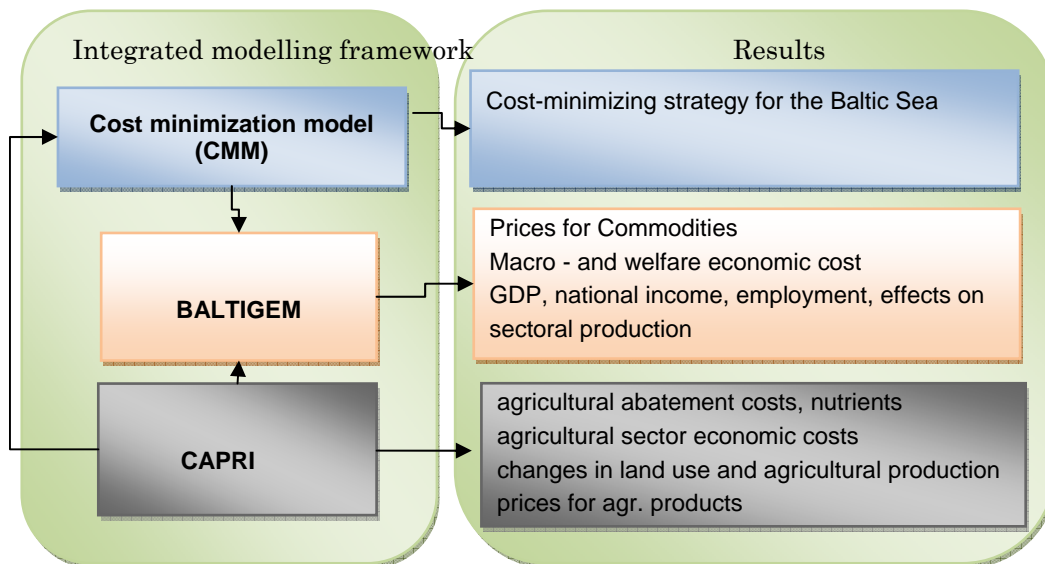 Integrated modelling framework
Results
Cost minimization model
(CMM)
Cost-minimizing strategy for the Baltic Sea
BALTIGEM
Prices for Commodities
Macro - and welfare economic cost
GDP, national income, employment, effects on
sectoral production
CAPRI
agricultural abatement costs, nutrients
agricultural sector economic costs
changes in land use and agricultural production
prices for agr. products